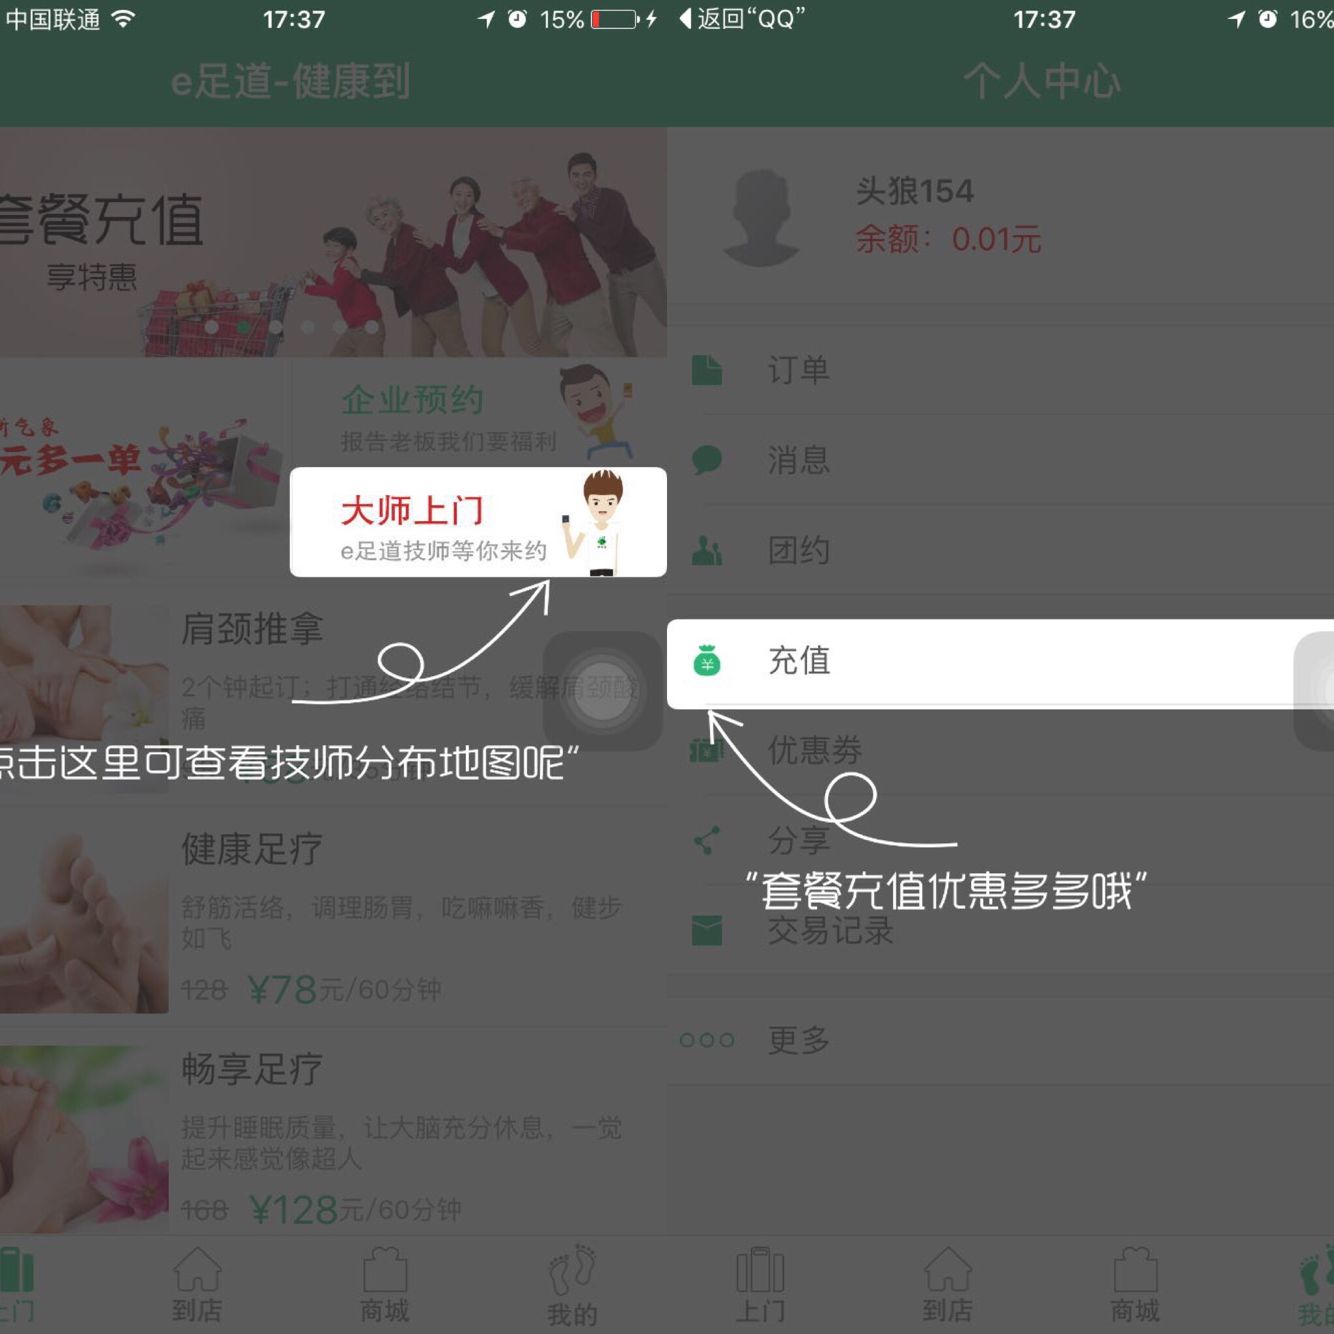 中国联通 17:37 15%
e足道-健康到
套餐充值
享特惠
新气象
元多一单
企业预约
报告老板我们要福利
大师上门
e足道技师等你来约
肩颈推拿
2个钟起订；打通经络结节，缓解肩颈酸
痛
点击这里可查看技师分布地图呢”
健康足疗
舒筋活络，调理肠胃，吃嘛嘛香，健步
如飞
128 ¥78元/60分钟
畅享足疗
提升睡眠质量，让大脑充分休息，一觉
起来感觉像超人
168 ¥128元/60分钟
上门 到店 商城 我的
返回“QQ” 17:37 16%
个人中心
头狼154
余额：0.01元
订单
消息
团约
充值
优惠券
分享
“套餐充值优惠多多哦”
交易记录
更多
上门 到店 商城 我的